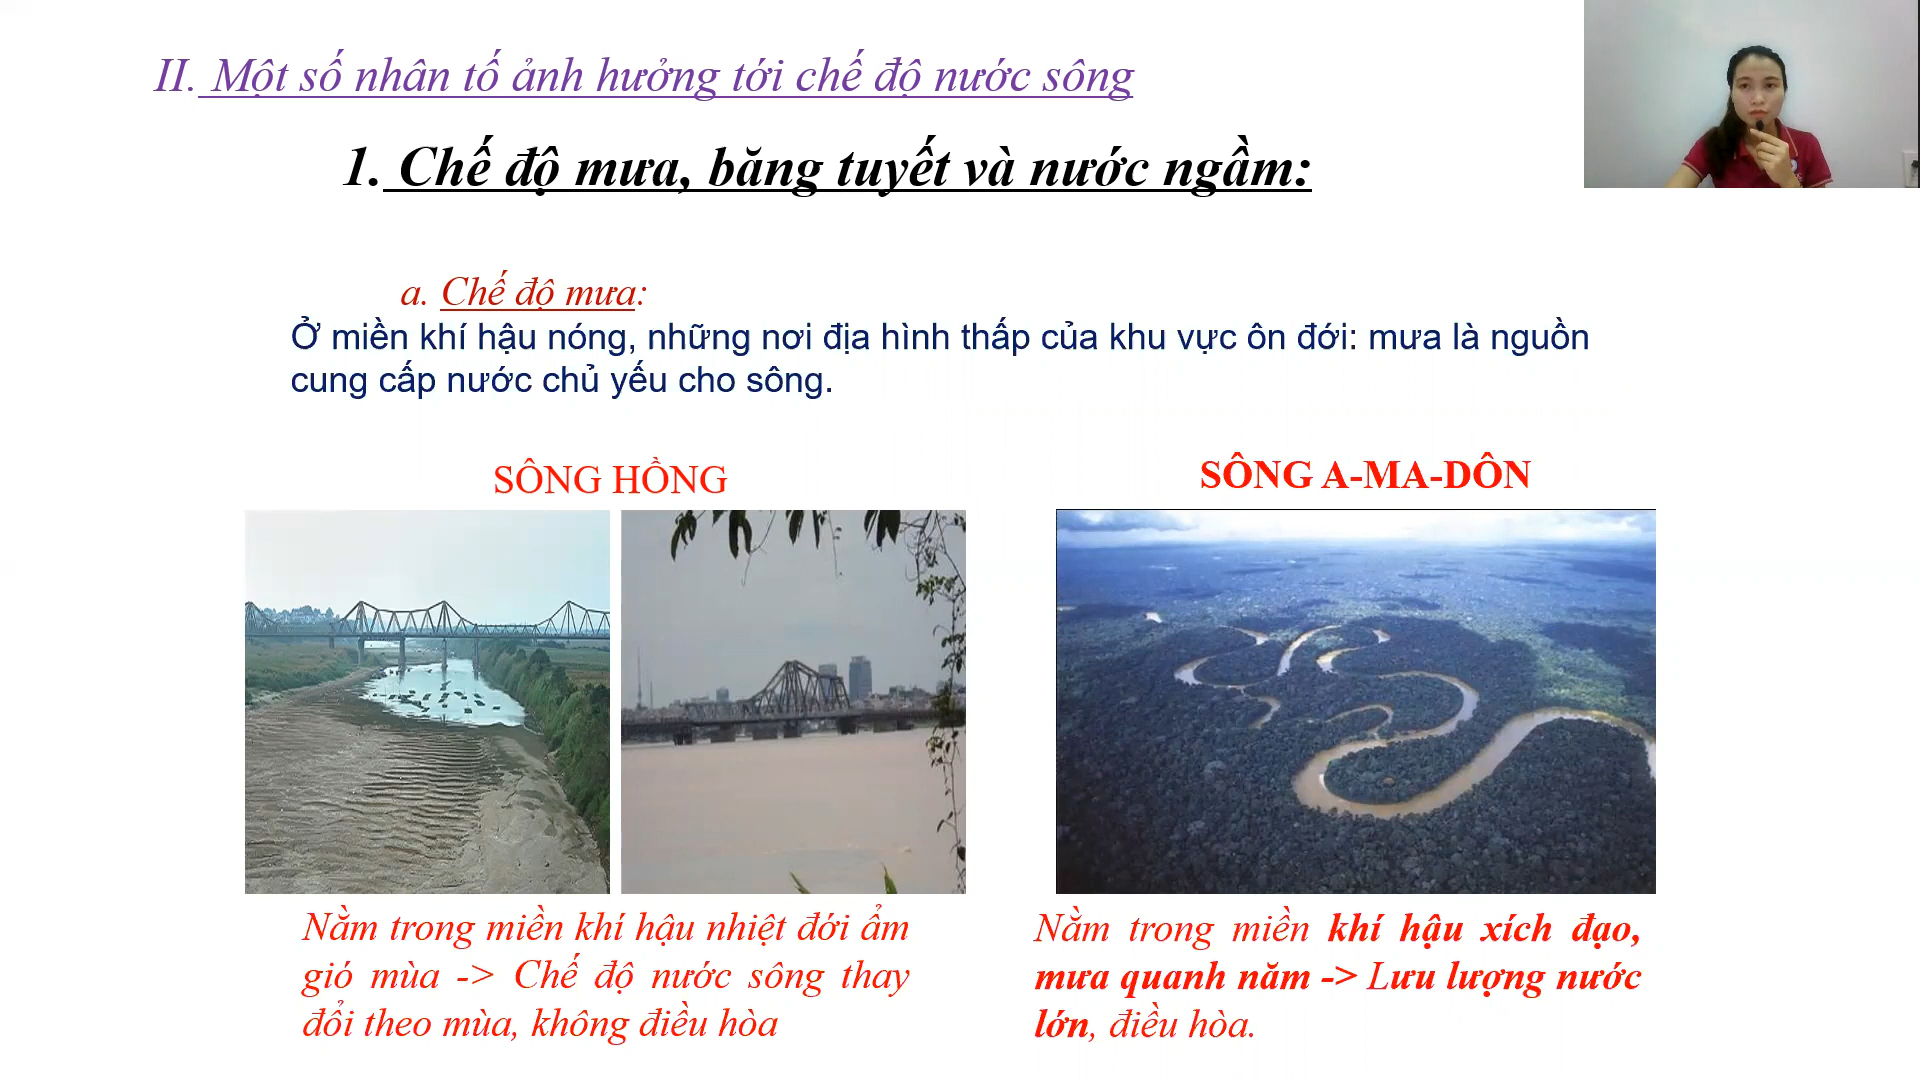 II. Một số nhân tố ảnh hưởng tới chế độ nước sông
1. Chế độ mưa, băng tuyết và nước ngầm:
a. Chế độ mưa:
Ở miền khí hậu nóng, những nơi địa hình thấp của khu vực ôn đới: mưa là nguồn
cung cấp nước chủ yếu cho sông.
SÔNG HỒNG
SÔNG A-MA-DÔN
Nằm trong miền khí hậu nhiệt đới ẩm
gió mùa -> Chế độ nước sông thay
đổi theo mùa, không điều hòa
Nằm trong miền khí hậu xích đạo,
mưa quanh năm -> Lưu lượng nước
lớn, điều hòa.